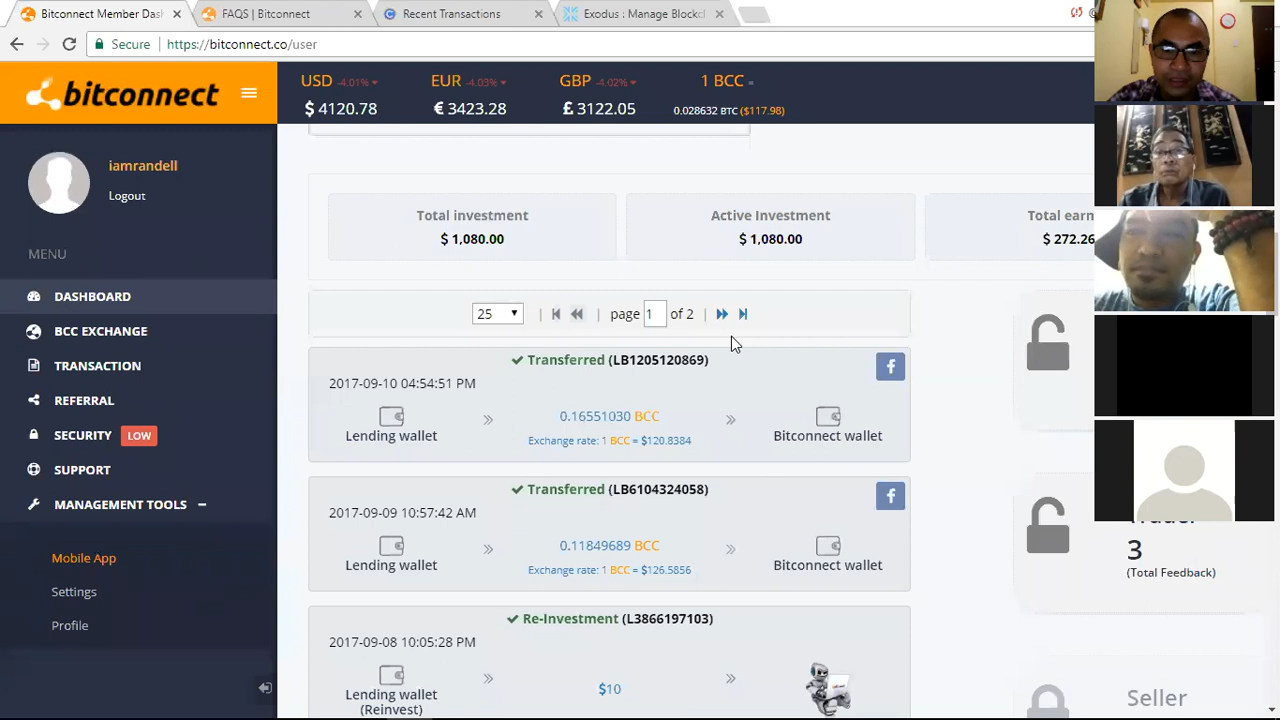 Bitconnect Member Das
FAQS | Bitconnect
Recent Transactions
Exodus : Manage Blockch
Secure
https://bitconnect.co/user
bitconnect
USD -4.01%
EUR -4.03%
GBP -4.02%
1 BCC =
$ 4120.78
€ 3423.28
£ 3122.05
0.028632 BTC ($117.98)
iamrandell
Logout
MENU
DASHBOARD
BCC EXCHANGE
TRANSACTION
REFERRAL
SECURITY LOW
SUPPORT
MANAGEMENT TOOLS
Mobile App
Settings
Profile
Total investment
$ 1,080.00
Active Investment
$ 1,080.00
Total earn
$ 272.26
25 | page 1 of 2 |
Transferred (LB1205120869)
2017-09-10 04:54:51 PM
Lending wallet
0.16551030 BCC
Exchange rate: 1 BCC = $120.8384
Bitconnect wallet
Transferred (LB6104324058)
2017-09-09 10:57:42 AM
Lending wallet
0.11849689 BCC
Exchange rate: 1 BCC = $126.5856
Bitconnect wallet
Re-Investment (L3866197103)
2017-09-08 10:05:28 PM
Lending wallet
(Reinvest)
$10
3
(Total Feedback)
Seller